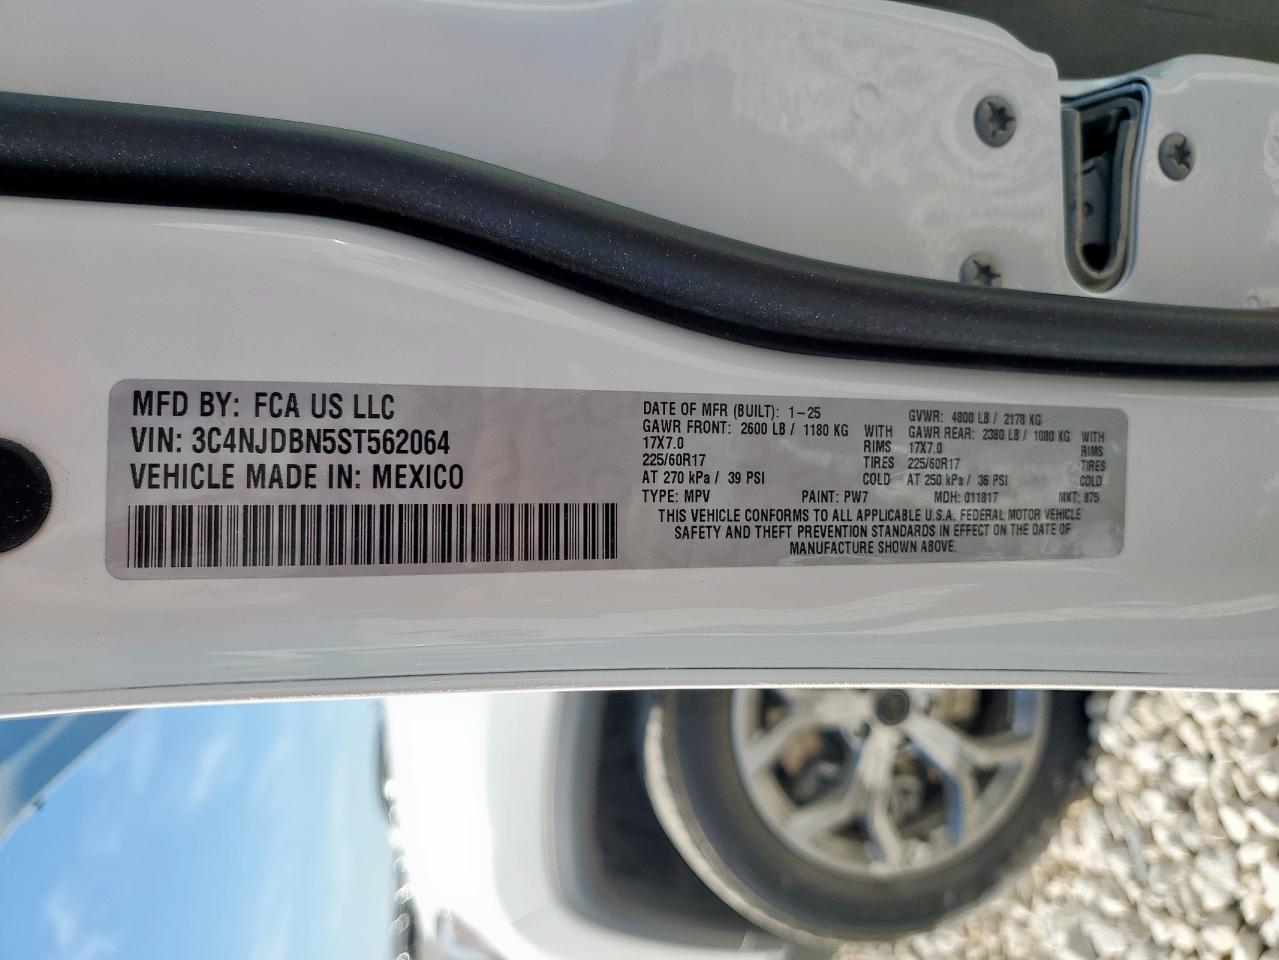 MFD BY: FCA US LLC
VIN: 3C4NJDBN5ST562064
VEHICLE MADE IN: MEXICO
DATE OF MFR (BUILT): 1-25 GVWR: 4800 LB / 2178 KG
GAWR FRONT: 2600 LB / 1180 KG WITH GAWR REAR: 2380 LB / 1080 KG WITH
17X7.0 RIMS 17X7.0 RIMS
225/60R17 TIRES 225/60R17 TIRES
AT 270 kPa / 39 PSI COLD AT 250 kPa / 36 PSI COLD
TYPE: MPV PAINT: PW7 MDH: 011817 MKT: 875
THIS VEHICLE CONFORMS TO ALL APPLICABLE U.S.A. FEDERAL MOTOR VEHICLE
SAFETY AND THEFT PREVENTION STANDARDS IN EFFECT ON THE DATE OF
MANUFACTURE SHOWN ABOVE.